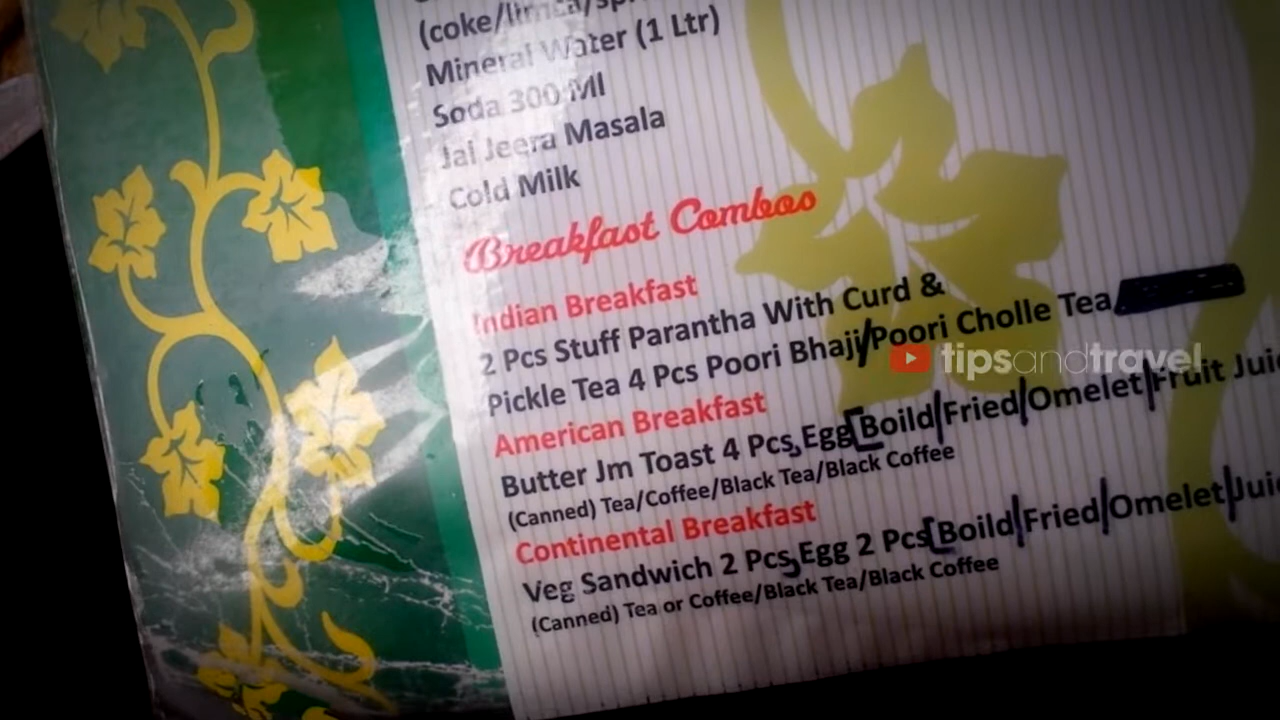 (coke/limca/
Mineral Water (1 Ltr)
Soda 300 Ml
Jal Jeera Masala
Cold Milk
Breakfast Combos
Indian Breakfast
2 Pcs Stuff Parantha With Curd &
Pickle Tea 4 Pcs Poori Bhaji/Poori Cholle Tea
tipsandtravel
American Breakfast
Butter Jm Toast 4 Pcs, Egg [Boild/Fried/Omelet/Fruit
(Canned) Tea/Coffee/Black Tea/Black Coffee
Continental Breakfast
Veg Sandwich 2 Pcs, Egg 2 Pcs [Boild/Fried/Omelet/
(Canned) Tea or Coffee/Black Tea/Black Coffee